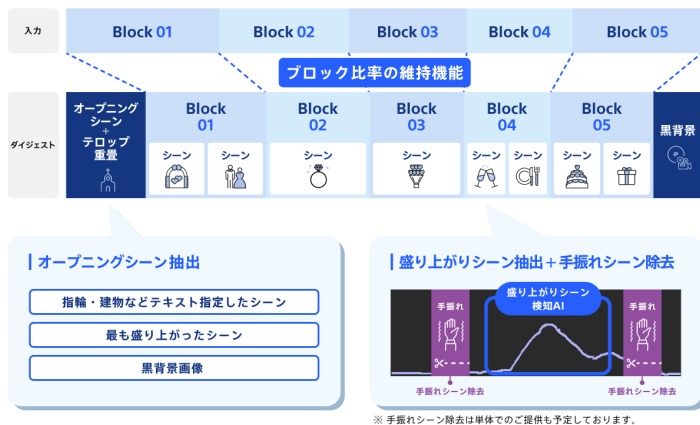 入力
Block 01
Block 02
Block 03
Block 04
Block 05
ブロック比率の維持機能
ダイジェスト
オープニング
シーン
+
テロップ
重畳
Block
01
シーン
シーン
Block
02
シーン
Block
03
シーン
Block
04
シーン
シーン
Block
05
シーン
シーン
黒背景
オープニングシーン抽出
指輪・建物などテキスト指定したシーン
最も盛り上がったシーン
黒背景画像
盛り上がりシーン抽出+手振れシーン除去
手振れ
盛り上がりシーン
検知AI
手振れ
手振れシーン除去
手振れシーン除去
※ 手振れシーン除去は単体でのご提供も予定しております。